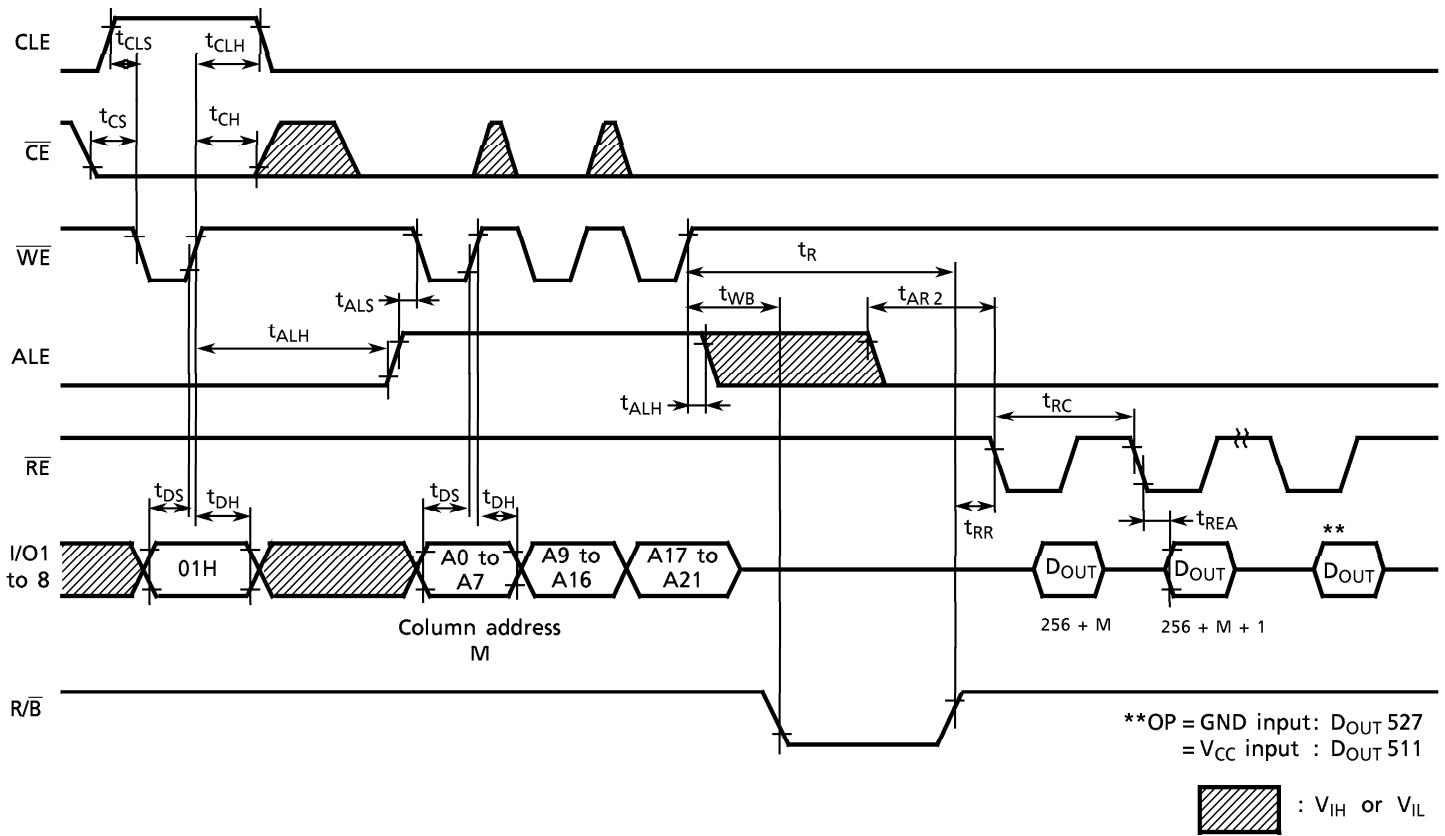 CLE
tCLS
tCLH
CE
tCS
tCH
WE
tR
tWB
tAR 2
tALS
tALH
ALE
tALH
tRC
RE
tDS
tDH
tDS
tDH
tRR
tREA
**
I/O1
to 8
01H
A0 to
A7
A9 to
A16
A17 to
A21
DOUT
DOUT
DOUT
Column address
M
256 + M
256 + M + 1
R/B
**OP = GND input: DOUT 527
= VCC input : DOUT 511
: VIH or VIL